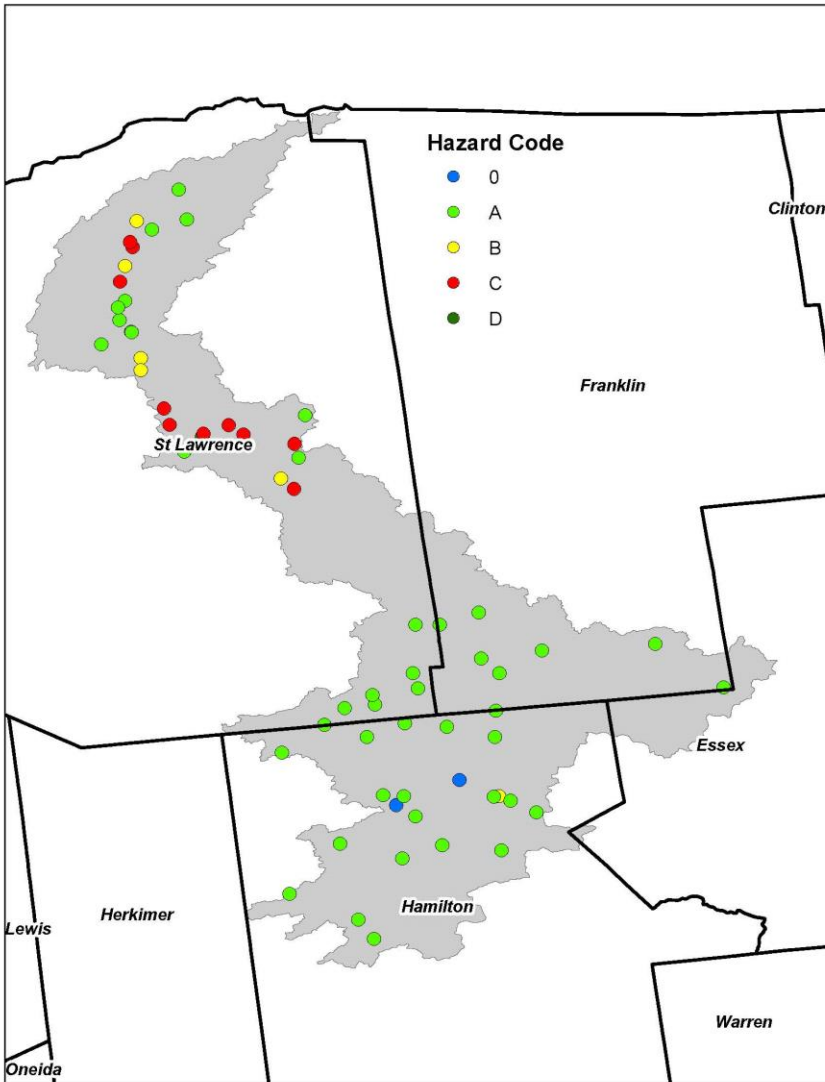 Hazard Code
0
A
Clinton
B
C
D
Franklin
St Lawrence
Essex
Hamilton
Herkimer
Lewis
Warren
Oneida